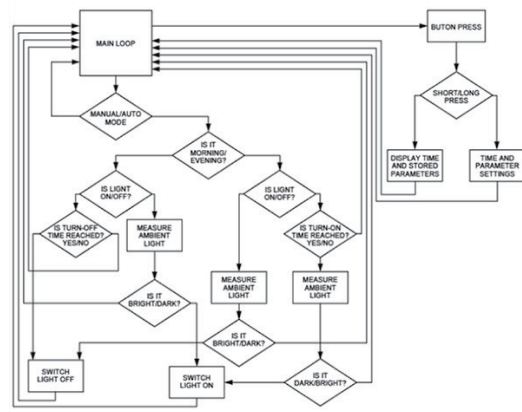 MAIN LOOP
BUTON PRESS
SHORT/LONG
PRESS
MANUAL/AUTO
MODE
IS IT
MORNING/
EVENING?
DISPLAY TIME
AND STORED
PARAMETERS
TIME AND
PARAMETER
SETTINGS
IS LIGNT
ON/OFF?
IS LIGNT
ON/OFF?
IS TURN-OFF
TIME REACHED?
YES/NO
MEASURE
AMBIENT
LIGHT
IS TURN-ON
TIME REACHED?
YES/NO
MEASURE
AMBIENT
LIGHT
MEASURE
AMBIENT
LIGHT
IS IT
BRIGHT/DARK?
IS IT
BRIGHT/DARK?
SWITCH
LIGHT OFF
SWITCH
LIGHT ON
IS IT
DARK/BRIGHT?